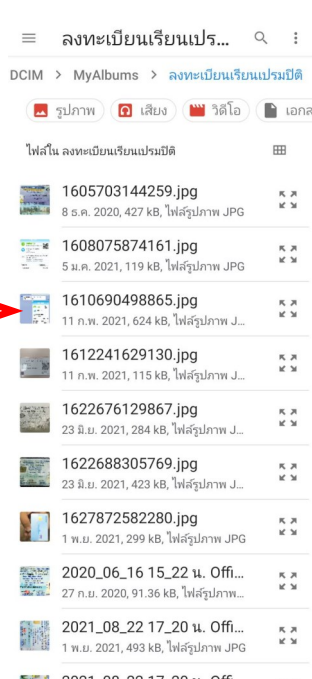 ลงทะเบียนเรียนเปร...
DCIM > MyAlbums > ลงทะเบียนเรียนเปรมปิติ
รูปภาพ เสียง วิดีโอ เอกส
ไฟล์ใน ลงทะเบียนเรียนเปรมปิติ
1605703144259.jpg
8 ธ.ค. 2020, 427 kB, ไฟล์รูปภาพ JPG
1608075874161.jpg
5 ม.ค. 2021, 119 kB, ไฟล์รูปภาพ JPG
1610690498865.jpg
11 ก.พ. 2021, 624 kB, ไฟล์รูปภาพ J...
1612241629130.jpg
11 ก.พ. 2021, 115 kB, ไฟล์รูปภาพ J...
1622676129867.jpg
23 มิ.ย. 2021, 284 kB, ไฟล์รูปภาพ J...
1622688305769.jpg
23 มิ.ย. 2021, 423 kB, ไฟล์รูปภาพ J...
1627872582280.jpg
1 พ.ย. 2021, 299 kB, ไฟล์รูปภาพ JPG
2020_06_16 15_22 น. Offi...
27 ก.ย. 2020, 91.36 kB, ไฟล์รูปภาพ...
2021_08_22 17_20 น. Offi...
1 พ.ย. 2021, 493 kB, ไฟล์รูปภาพ JPG